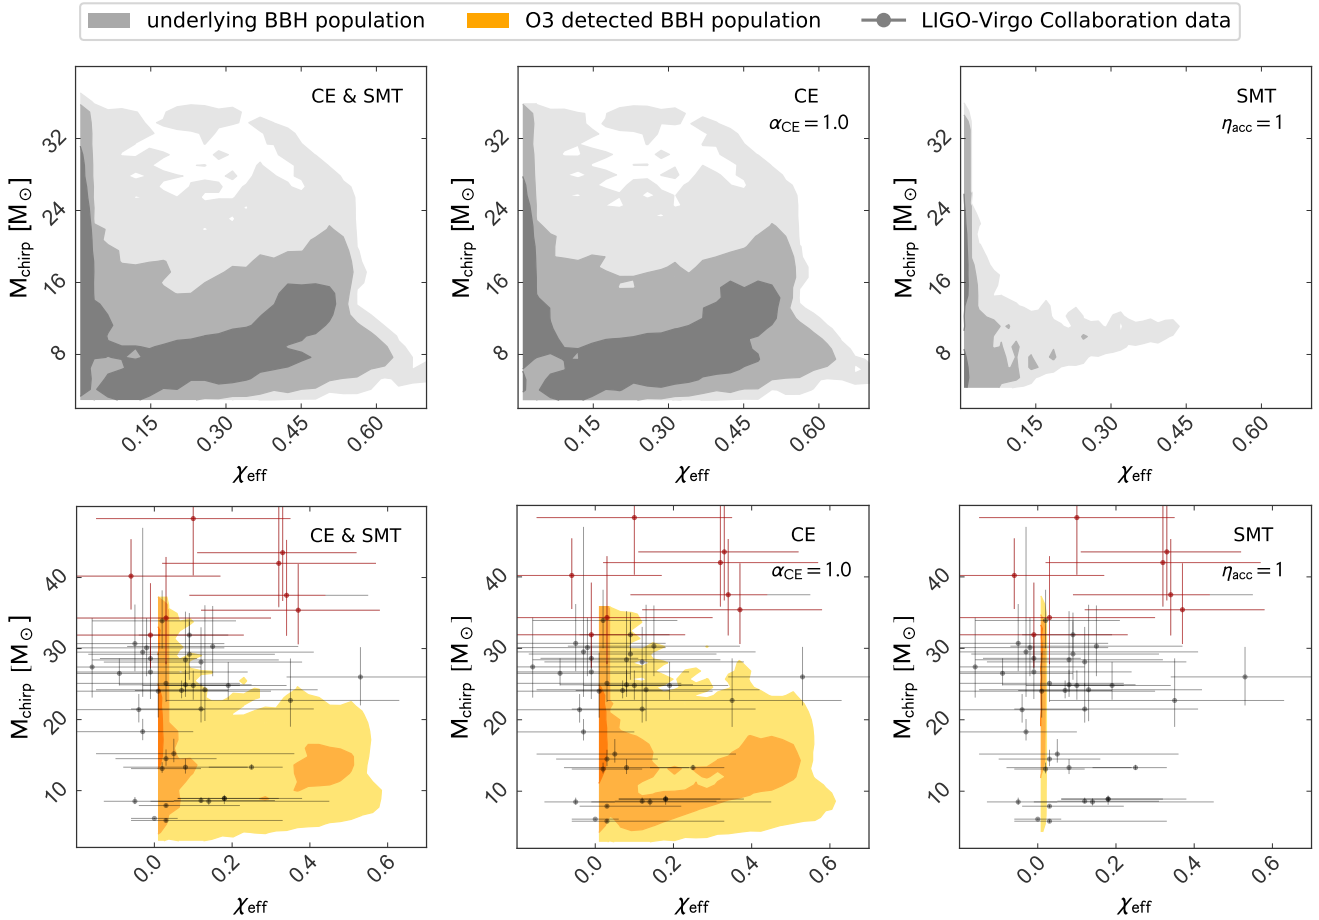 underlying BBH population O3 detected BBH population LIGO-Virgo Collaboration data
CE & SMT
CE
α_CE = 1.0
SMT
η_acc = 1
M_chirp [M_⊙]
32
24
16
8
M_chirp [M_⊙]
32
24
16
8
M_chirp [M_⊙]
32
24
16
8
0.15 0.30 0.45 0.60
0.15 0.30 0.45 0.60
0.15 0.30 0.45 0.60
χ_eff
χ_eff
χ_eff
CE & SMT
CE
α_CE = 1.0
SMT
η_acc = 1
M_chirp [M_⊙]
40
30
20
10
M_chirp [M_⊙]
40
30
20
10
M_chirp [M_⊙]
40
30
20
10
0.0 0.2 0.4 0.6
0.0 0.2 0.4 0.6
0.0 0.2 0.4 0.6
χ_eff
χ_eff
χ_eff